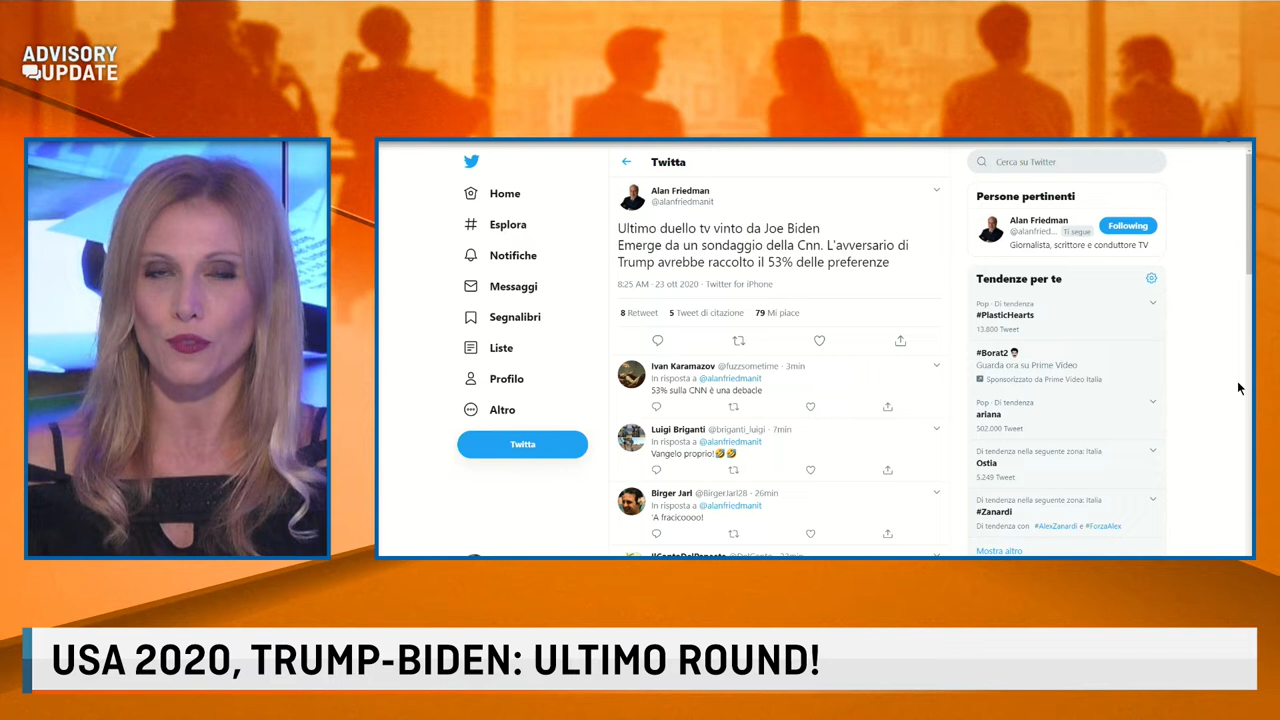 ADVISORY
UPDATE
Home
Esplora
Notifiche
Messaggi
Segnalibri
Liste
Profilo
Altro
Twitta
Twitta
Alan Friedman
@alanfriedmanit
Ultimo duello tv vinto da Joe Biden
Emerge da un sondaggio della Cnn. L'avversario di
Trump avrebbe raccolto il 53% delle preferenze
8:25 AM · 23 ott 2020 · Twitter for iPhone
8 Retweet 5 Tweet di citazione 79 Mi piace
Ivan Karamazov @fuzzsometime · 3min
In risposta a @alanfriedmanit
53% sulla CNN è una debacle
Luigi Briganti @briganti_luigi · 7min
In risposta a @alanfriedmanit
Vangelo proprio!🤣🤣
Birger Jarl @BirgerJarl28 · 26min
In risposta a @alanfriedmanit
'A fracicoooo!
Cerca su Twitter
Persone pertinenti
Alan Friedman
@alanfried... Ti segue
Following
Giornalista, scrittore e conduttore TV
Tendenze per te
Pop · Di tendenza
#PlasticHearts
13.800 Tweet
#Borat2
Guarda ora su Prime Video
Sponsorizzato da Prime Video Italia
Pop · Di tendenza
ariana
502.000 Tweet
Di tendenza nella seguente zona: Italia
Ostia
5.249 Tweet
Di tendenza nella seguente zona: Italia
#Zanardi
Di tendenza con #AlexZanardi e #ForzaAlex
Mostra altro
USA 2020, TRUMP-BIDEN: ULTIMO ROUND!